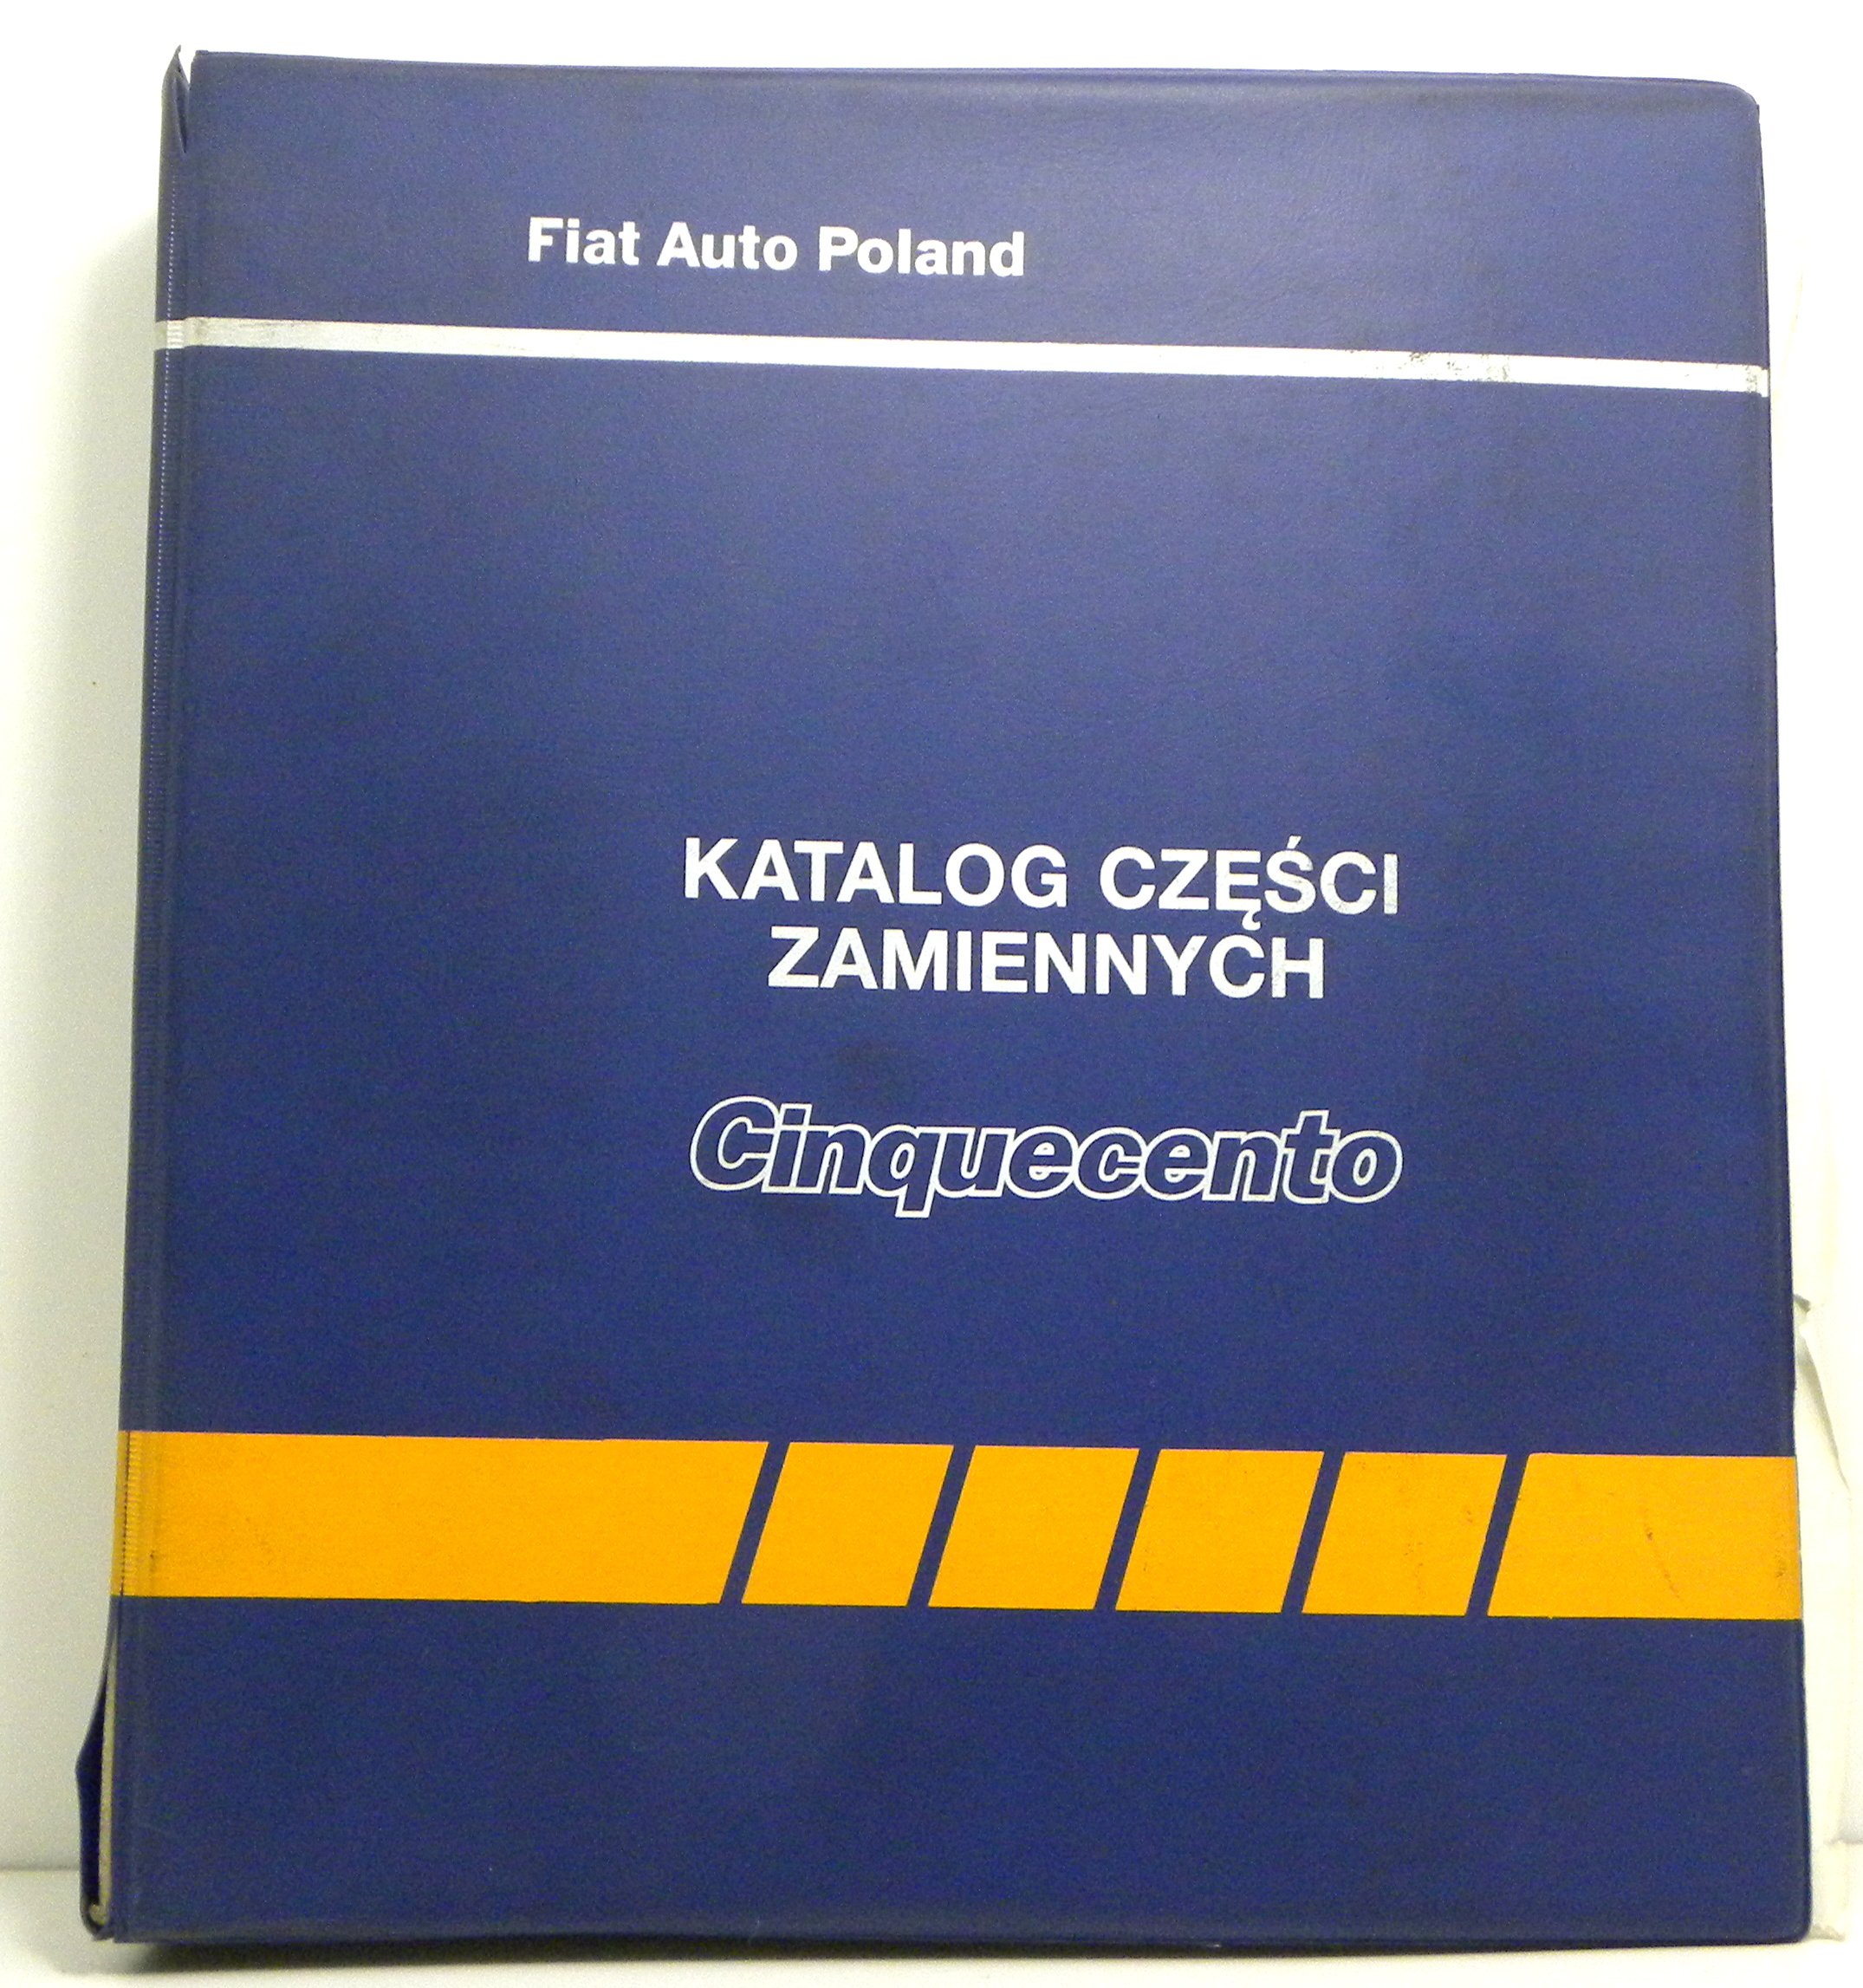 Fiat Auto Poland
KATALOG CZĘŚCI
ZAMIENNYCH
Cinquecento